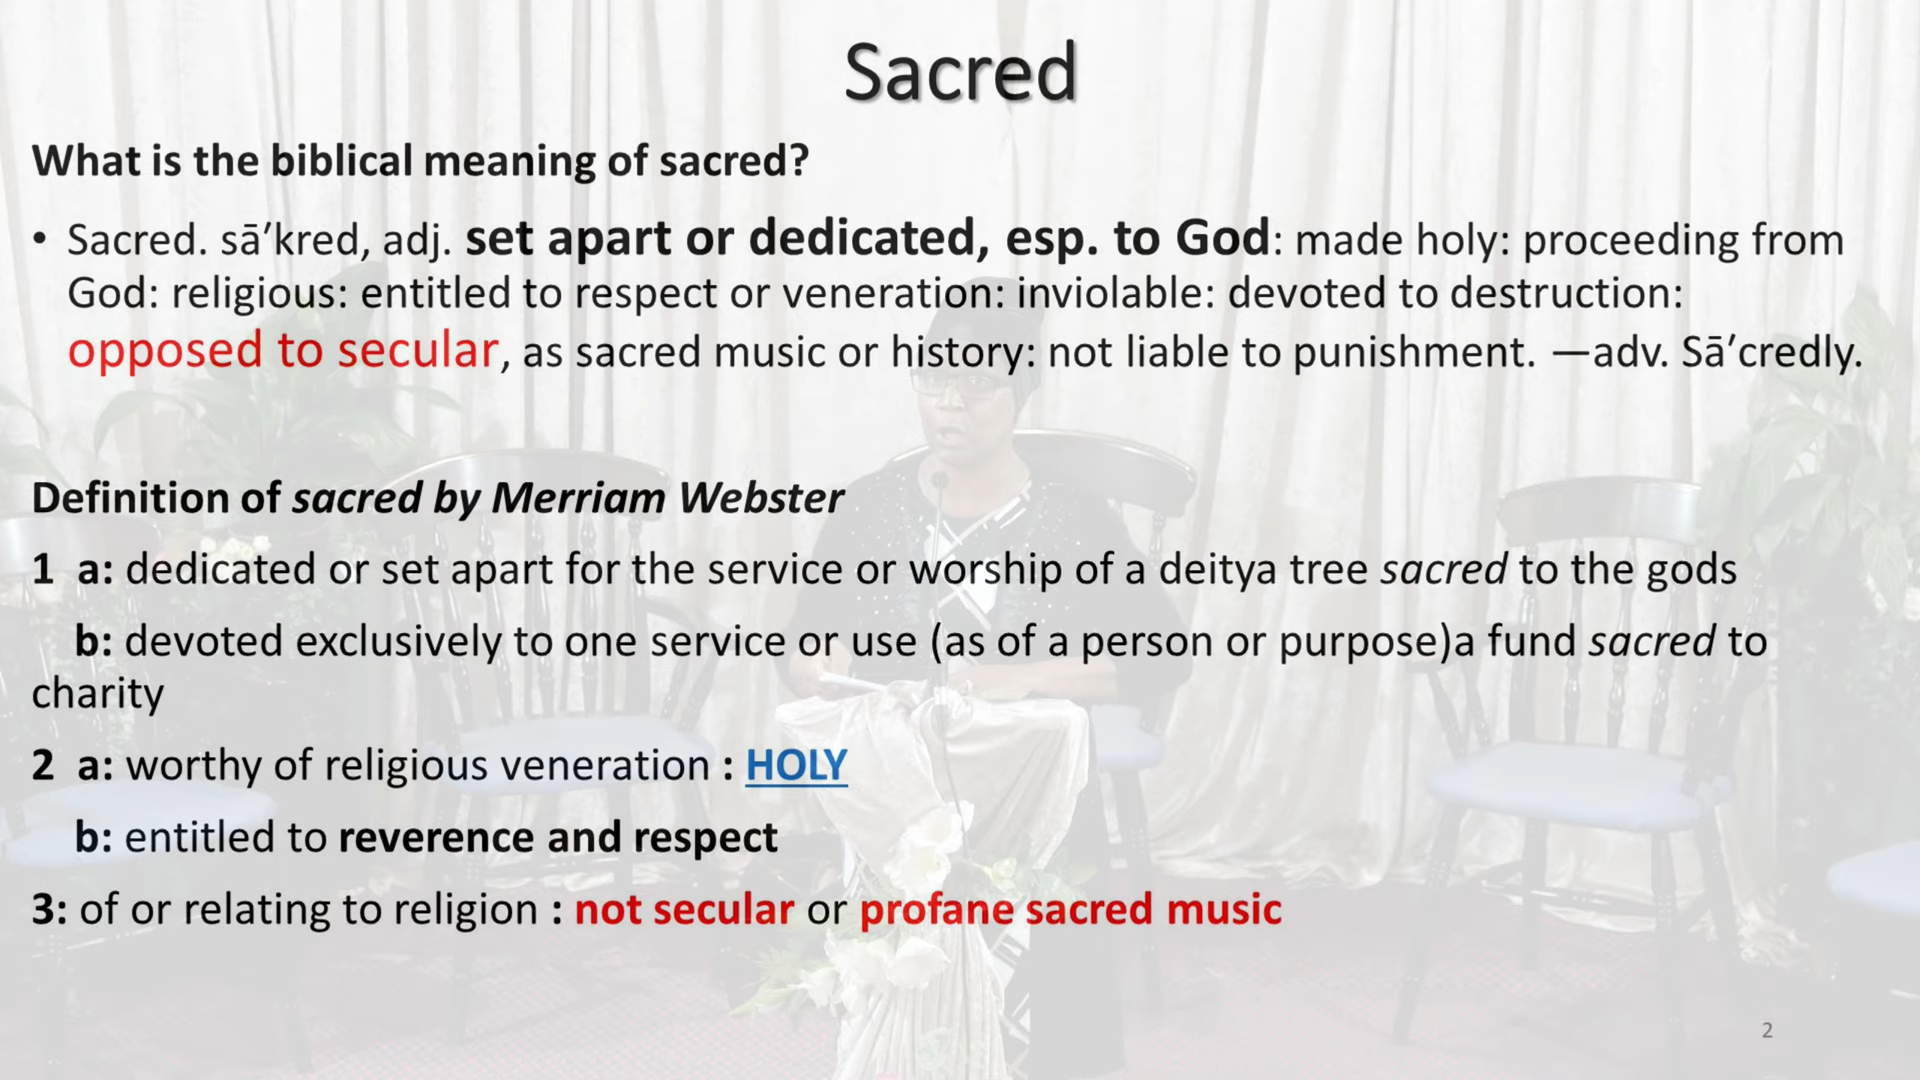 Sacred
What is the biblical meaning of sacred?
• Sacred. sā′kred, adj. set apart or dedicated, esp. to God: made holy: proceeding from
God: religious: entitled to respect or veneration: inviolable: devoted to destruction:
opposed to secular, as sacred music or history: not liable to punishment. —adv. Sā′credly.
Definition of sacred by Merriam Webster
1 a: dedicated or set apart for the service or worship of a deitya tree sacred to the gods
b: devoted exclusively to one service or use (as of a person or purpose)a fund sacred to
charity
2 a: worthy of religious veneration : HOLY
b: entitled to reverence and respect
3: of or relating to religion : not secular or profane sacred music
2